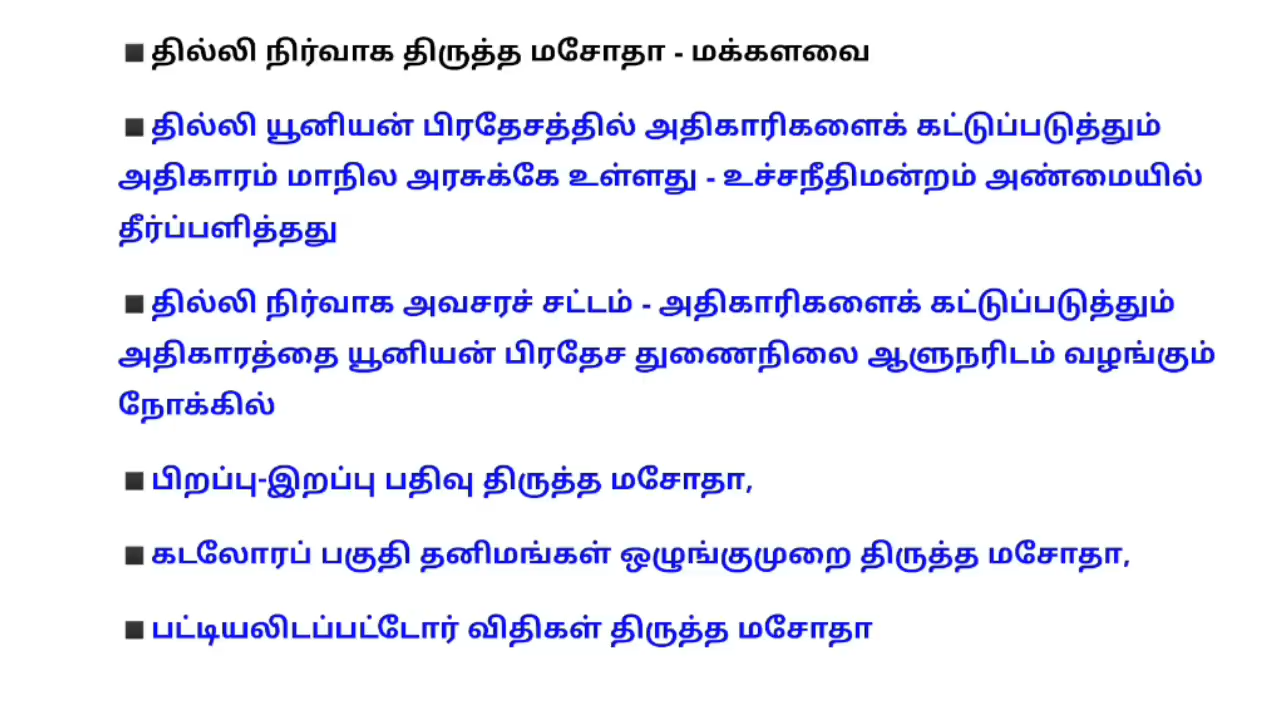 ▪தில்லி நிர்வாக திருத்த மசோதா - மக்களவை
▪தில்லி யூனியன் பிரதேசத்தில் அதிகாரிகளைக் கட்டுப்படுத்தும்
அதிகாரம் மாநில அரசுக்கே உள்ளது - உச்சநீதிமன்றம் அண்மையில்
தீர்ப்பளித்தது
▪தில்லி நிர்வாக அவசரச் சட்டம் - அதிகாரிகளைக் கட்டுப்படுத்தும்
அதிகாரத்தை யூனியன் பிரதேச துணைநிலை ஆளுநரிடம் வழங்கும்
நோக்கில்
▪பிறப்பு-இறப்பு பதிவு திருத்த மசோதா,
▪கடலோரப் பகுதி தனிமங்கள் ஒழுங்குமுறை திருத்த மசோதா,
▪பட்டியலிடப்பட்டோர் விதிகள் திருத்த மசோதா